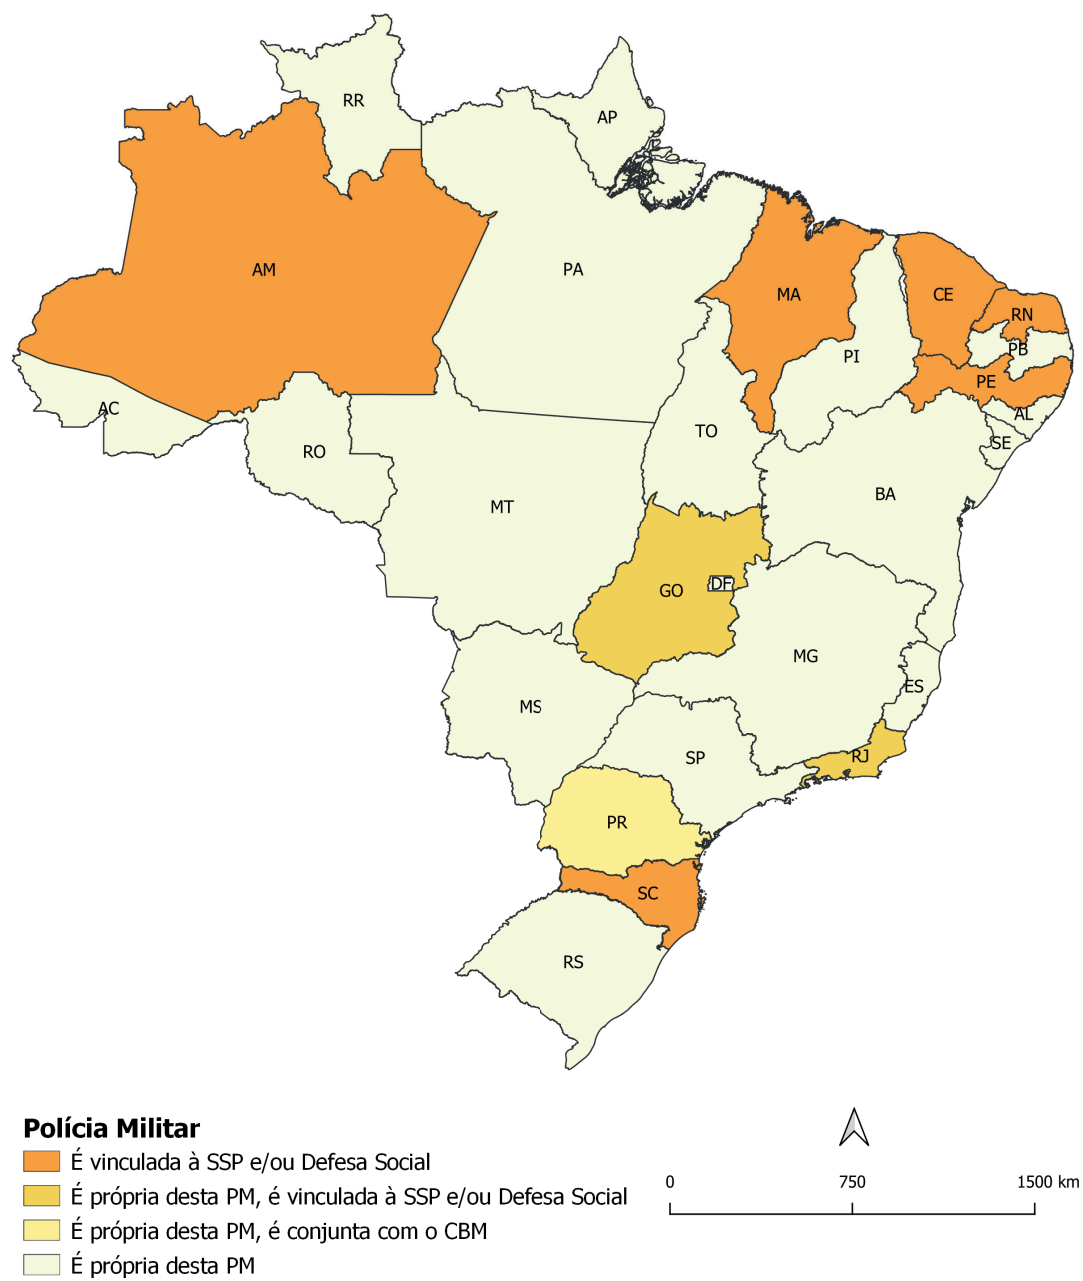 RR
AP
AM
PA
MA
CE
RN
PB
PI
PE
AC
AL
TO
SE
RO
BA
MT
GO
DF
MG
ES
MS
SP
RJ
PR
SC
RS
Polícia Militar
É vinculada à SSP e/ou Defesa Social
É própria desta PM, é vinculada à SSP e/ou Defesa Social
É própria desta PM, é conjunta com o CBM
É própria desta PM
0 750 1500 km